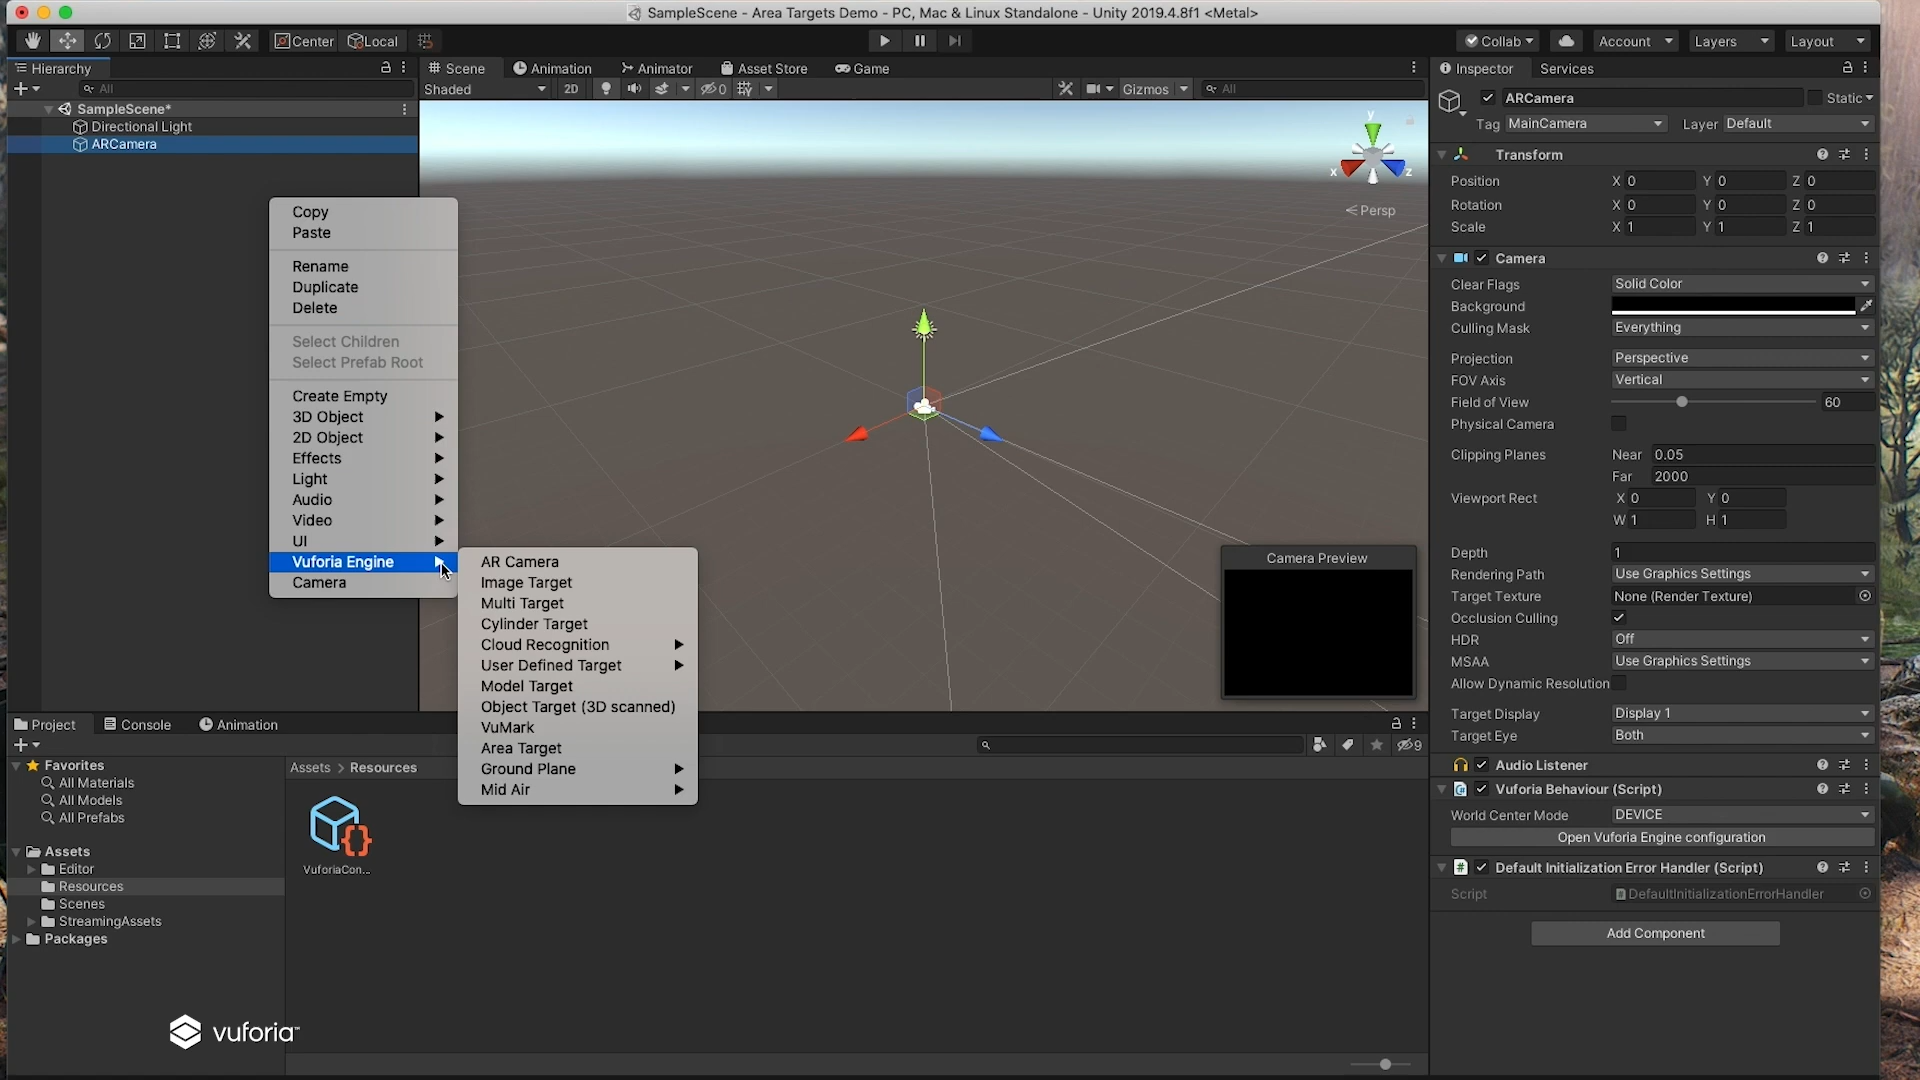 SampleScene - Area Targets Demo - PC, Mac & Linux Standalone - Unity 2019.4.8f1 <Metal>
Center Local Collab Account Layers Layout
Hierarchy
All
SampleScene*
Directional Light
ARCamera
Scene Animation Animator Asset Store Game
Shaded 2D 0 Gizmos All
y
x z
Persp
Copy
Paste
Rename
Duplicate
Delete
Select Children
Select Prefab Root
Create Empty
3D Object
2D Object
Effects
Light
Audio
Video
UI
Vuforia Engine
Camera
AR Camera
Image Target
Multi Target
Cylinder Target
Cloud Recognition
User Defined Target
Model Target
Object Target (3D scanned)
VuMark
Area Target
Ground Plane
Mid Air
Camera Preview
Inspector Services
ARCamera Static
Tag MainCamera Layer Default
Transform
Position X 0 Y 0 Z 0
Rotation X 0 Y 0 Z 0
Scale X 1 Y 1 Z 1
Camera
Clear Flags Solid Color
Background
Culling Mask Everything
Projection Perspective
FOV Axis Vertical
Field of View 60
Physical Camera
Clipping Planes Near 0.05
Far 2000
Viewport Rect X 0 Y 0
W 1 H 1
Depth 1
Rendering Path Use Graphics Settings
Target Texture None (Render Texture)
Occlusion Culling
HDR Off
MSAA Use Graphics Settings
Allow Dynamic Resolution
Target Display Display 1
Target Eye Both
Audio Listener
Vuforia Behaviour (Script)
World Center Mode DEVICE
Open Vuforia Engine configuration
Default Initialization Error Handler (Script)
Script DefaultInitializationErrorHandler
Add Component
Project Console Animation
9
Favorites
All Materials
All Models
All Prefabs
Assets
Editor
Resources
Scenes
StreamingAssets
Packages
Assets > Resources
VuforiaCon...
vuforia™